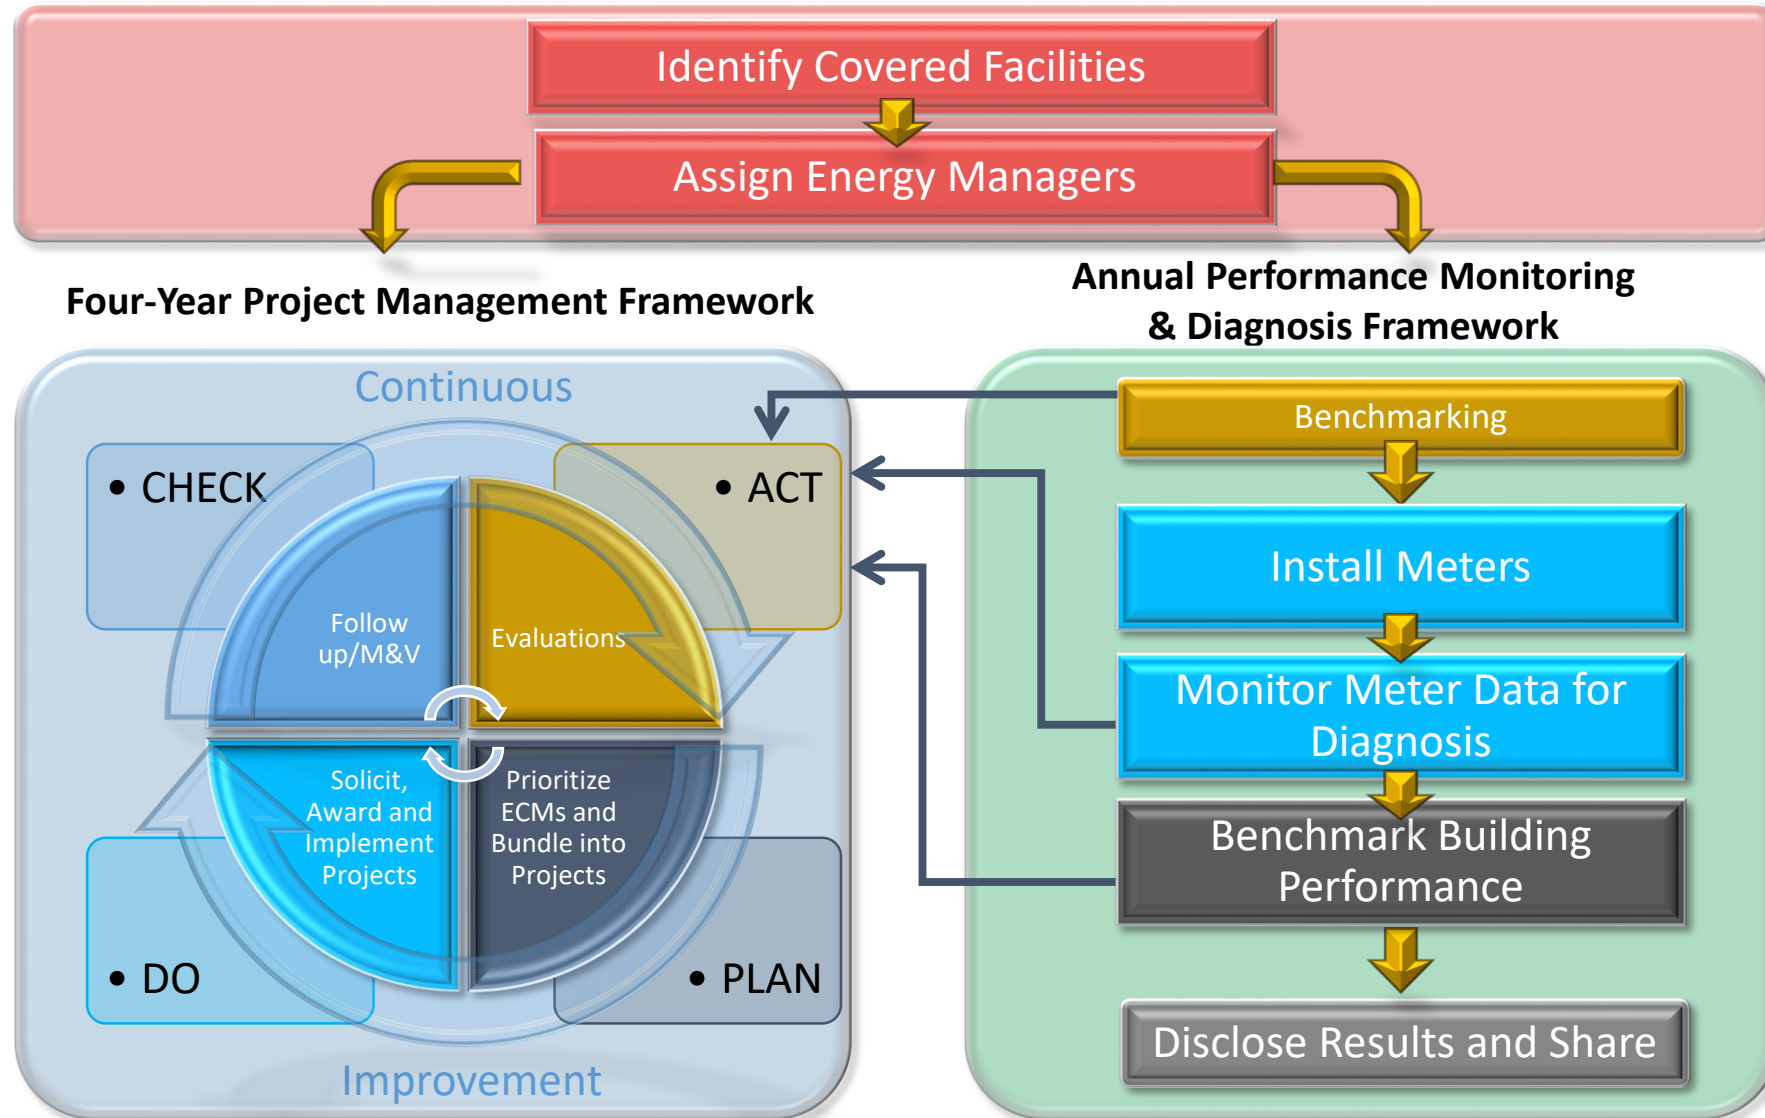 Identify Covered Facilities
Assign Energy Managers
Four-Year Project Management Framework
Annual Performance Monitoring
& Diagnosis Framework
Continuous
• CHECK
• ACT
Follow
up/M&V
Evaluations
Solicit,
Award and
Implement
Projects
Prioritize
ECMs and
Bundle into
Projects
• DO
• PLAN
Improvement
Benchmarking
Install Meters
Monitor Meter Data for
Diagnosis
Benchmark Building
Performance
Disclose Results and Share